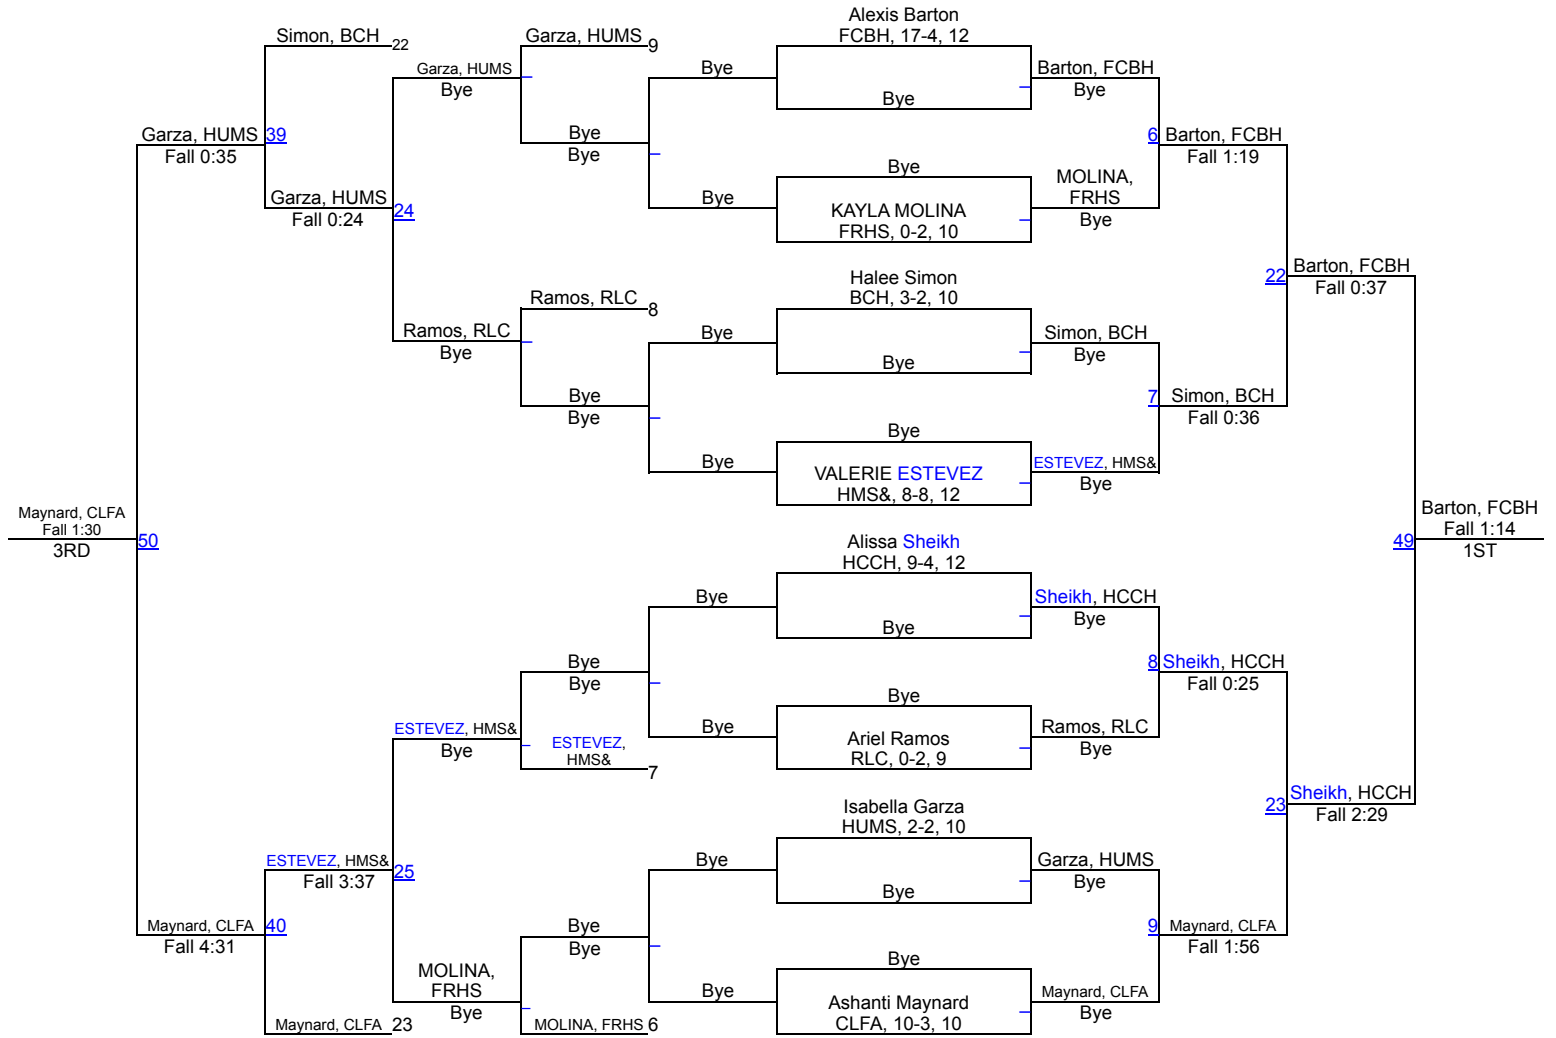 Alexis Barton
Simon, BCH 22
Garza, HUMS 9
FCBH, 17-4, 12
Garza, HUMS
Bye
Barton, FCBH
Bye
Bye
Bye
Bye
Bye
Garza, HUMS 39
Fall 0:35
6 Barton, FCBH
Fall 1:19
Bye
MOLINA,
FRHS
Bye
Garza, HUMS
Fall 0:24
24
Bye
KAYLA MOLINA
FRHS, 0-2, 10
Halee Simon
BCH, 3-2, 10
22 Barton, FCBH
Fall 0:37
Ramos, RLC 8
Ramos, RLC
Bye
Bye
Simon, BCH
Bye
Bye
Bye
Bye
7 Simon, BCH
Fall 0:36
Bye
Bye
VALERIE ESTEVEZ
HMS&, 8-8, 12
ESTEVEZ, HMS&
Bye
Maynard, CLFA
Fall 1:30
3RD
50
49
Barton, FCBH
Fall 1:14
1ST
Alissa Sheikh
HCCH, 9-4, 12
Bye
Sheikh, HCCH
Bye
Bye
Bye
Bye
8 Sheikh, HCCH
Fall 0:25
Bye
ESTEVEZ, HMS&
Bye
ESTEVEZ,
HMS&
7
Bye
Ariel Ramos
RLC, 0-2, 9
Ramos, RLC
Bye
Isabella Garza
HUMS, 2-2, 10
23 Sheikh, HCCH
Fall 2:29
ESTEVEZ, HMS&
Fall 3:37
25
Bye
Garza, HUMS
Bye
Bye
Maynard, CLFA 40
Fall 4:31
Bye
Bye
9 Maynard, CLFA
Fall 1:56
Bye
MOLINA,
FRHS
Bye
Bye
Ashanti Maynard
CLFA, 10-3, 10
Maynard, CLFA
Bye
Maynard, CLFA 23
MOLINA, FRHS 6